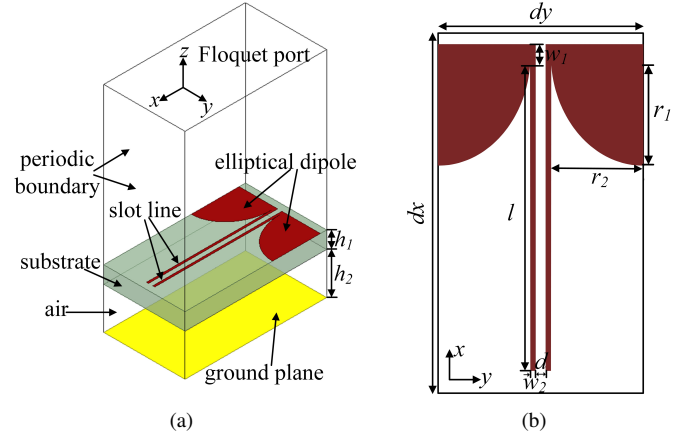 z
Floquet port
x
y
periodic
boundary
elliptical dipole
slot line
h1
substrate
h2
air
ground plane
(a)
dy
w1
r1
r2
dx
l
x
d
y
w2
(b)